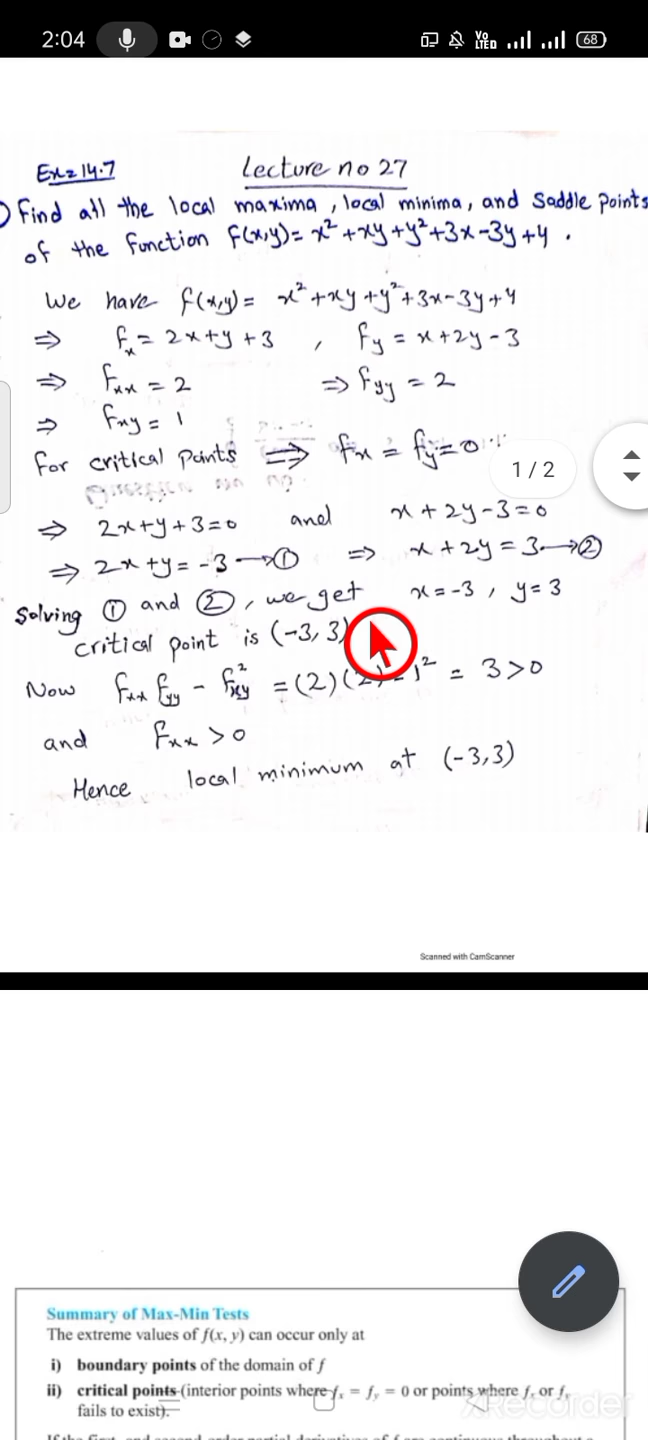 2:04
Vo LTED
68
Ex=14.7 Lecture no 27
Find all the local maxima, local minima, and Saddle points
of the function f(x,y)= x² +xy +y²+3x-3y+4 .
We have f(x,y)= x²+xy+y²+3x-3y+4
⇒ fx = 2x+y+3 , fy = x+2y-3
⇒ fxx = 2 ⇒ fyy = 2
⇒ fxy = 1
For critical points ⇒ fx = fy=0
1 / 2
⇒ 2x+y+3=0 and x+2y-3=0
⇒ 2x+y=-3→① ⇒ x+2y=3→②
Solving ① and ②, we get x=-3, y=3
critical point is (-3,3)
Now fxx fyy - f²xy = (2)(2)-)² = 3>0
and fxx >0
Hence local minimum at (-3,3)
Scanned with CamScanner
Summary of Max-Min Tests
The extreme values of f(x, y) can occur only at
i) boundary points of the domain of f
ii) critical points (interior points where fx = fy = 0 or points where fx or fy
fails to exist).
XRecorder